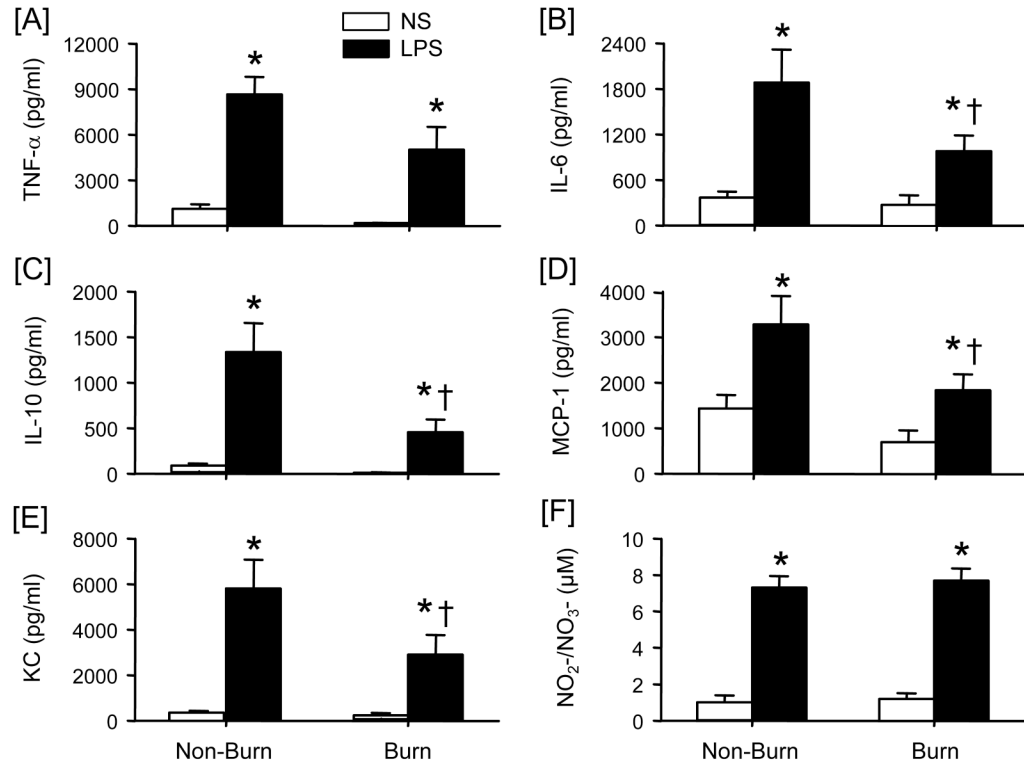 [A]
NS
LPS
TNF-α (pg/ml)
12000
9000
6000
3000
0
*
*
[B]
IL-6 (pg/ml)
2400
1800
1200
600
0
*
* †
[C]
IL-10 (pg/ml)
2000
1500
1000
500
0
*
* †
[D]
MCP-1 (pg/ml)
4000
3000
2000
1000
0
*
* †
[E]
KC (pg/ml)
8000
6000
4000
2000
0
*
* †
Non-Burn Burn
[F]
NO₂-/NO₃- (μM)
10
8
6
4
2
0
*
*
Non-Burn Burn